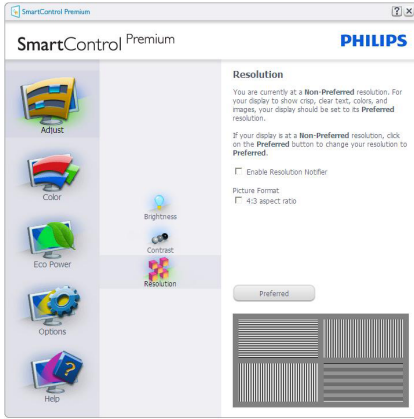 SmartControl Premium
? ×
SmartControl Premium
PHILIPS
Adjust
Color
Eco Power
Options
Help
Brightness
Contrast
Resolution
Resolution
You are currently at a Non-Preferred resolution. For
your display to show crisp, clear text, colors, and
images, your display should be set to its Preferred
resolution.
If your display is at a Non-Preferred resolution, click
on the Preferred button to change your resolution to
Preferred.
Enable Resolution Notifier
Picture Format
4:3 aspect ratio
Preferred